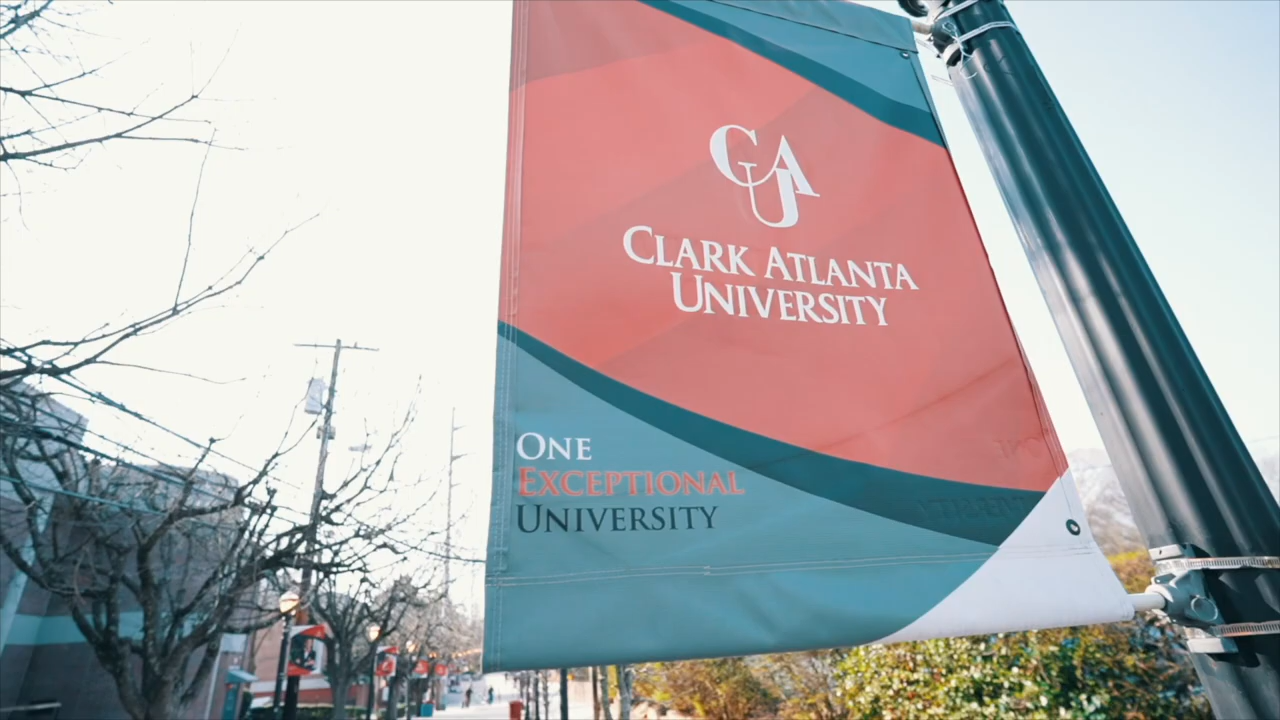 CAU
CLARK ATLANTA
UNIVERSITY
ONE
EXCEPTIONAL
UNIVERSITY